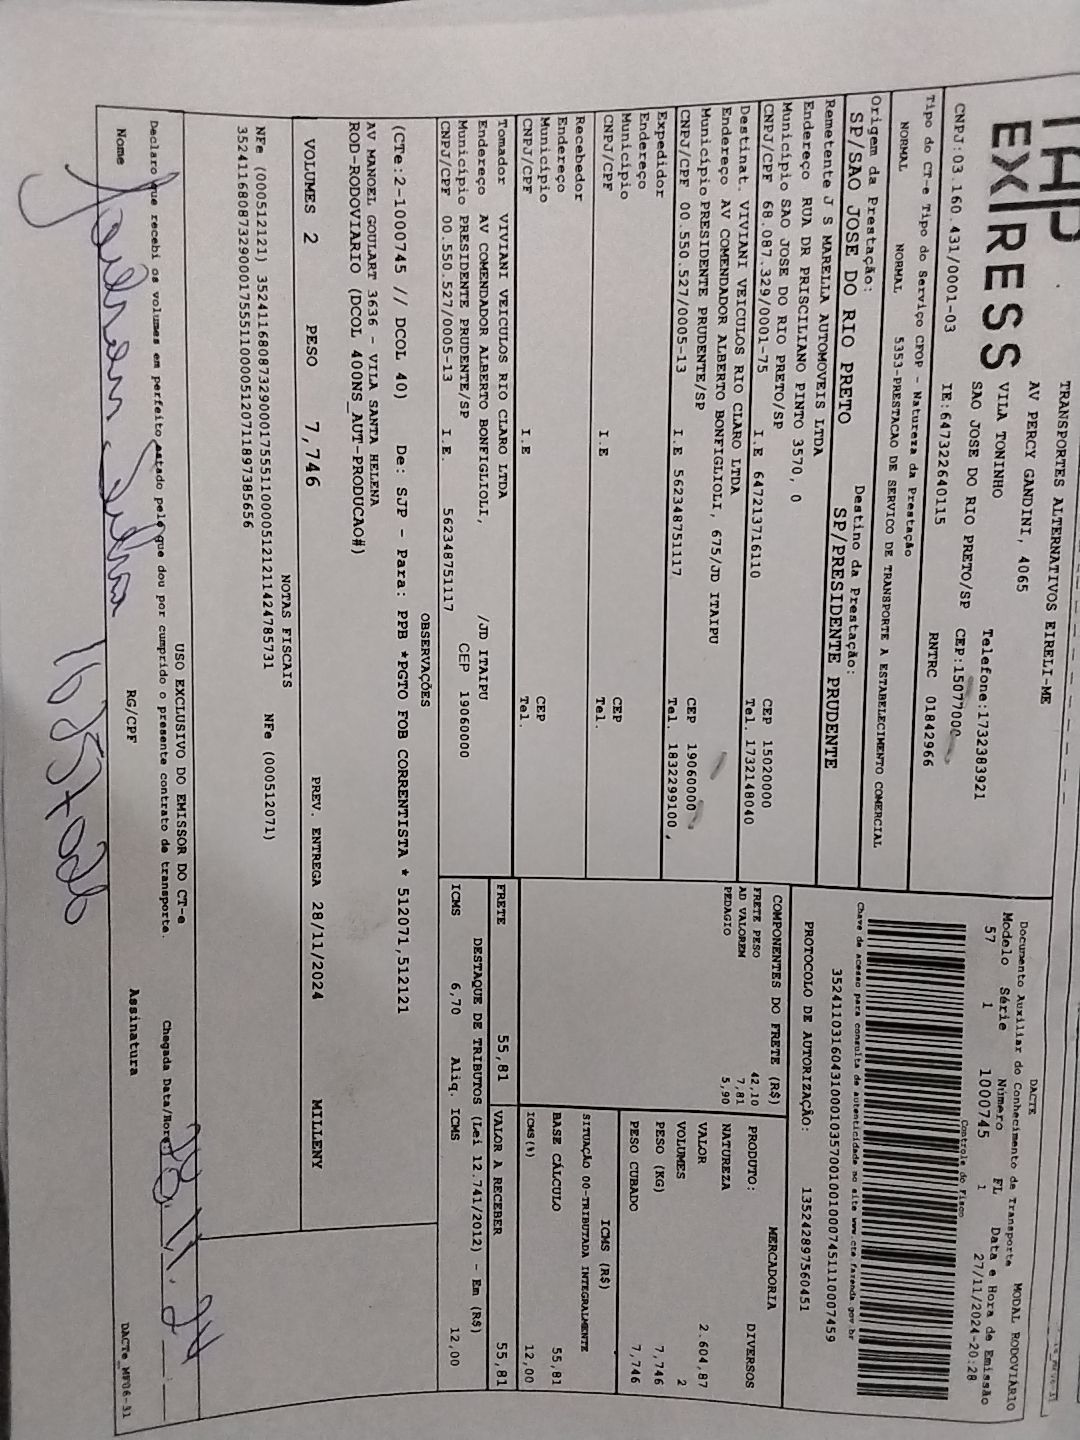 TRANSPORTES ALTERNATIVOS EIRELI-ME
AV PERCY GANDINI, 4065
VILA TONINHO
SAO JOSE DO RIO PRETO/SP
Telefone:1732383921
CEP:15077000
EXPRESS
CNPJ:03.160.431/0001-03 IE:647322640115 RNTRC 01842966
Tipo do CT-e Tipo do Serviço CFOP - Natureza da Prestação
NORMAL NORMAL 5353-PRESTACAO DE SERVICO DE TRANSPORTE A ESTABELECIMENTO COMERCIAL
Origem da Prestação: Destino da Prestação:
SP/SAO JOSE DO RIO PRETO SP/PRESIDENTE PRUDENTE
Remetente J S MARELLA AUTOMOVEIS LTDA
Endereço RUA DR PRISCILIANO PINTO 3570, 0
Município SAO JOSE DO RIO PRETO/SP CEP 15020000
CNPJ/CPF 68.087.329/0001-75 I.E 647213716110 Tel. 1732148040
Destinat. VIVIANI VEICULOS RIO CLARO LTDA
Endereço AV COMENDADOR ALBERTO BONFIGLIOLI, 675/JD ITAIPU
Município PRESIDENTE PRUDENTE/SP CEP 19060000
CNPJ/CPF 00.550.527/0005-13 I.E 562348751117 Tel. 1832299100,
Expedidor
Endereço
Município CEP
CNPJ/CPF I.E Tel.
Recebedor
Endereço
Município CEP
CNPJ/CPF I.E Tel.
Tomador VIVIANI VEICULOS RIO CLARO LTDA
Endereço AV COMENDADOR ALBERTO BONFIGLIOLI, /JD ITAIPU
Município PRESIDENTE PRUDENTE/SP CEP 19060000
CNPJ/CPF 00.550.527/0005-13 I.E. 562348751117
DACTE
Documento Auxiliar do Conhecimento de Transporte MODAL RODOVIÁRIO
Modelo Série Número FL Data e Hora de Emissão
57 1 1000745 1 27/11/2024-20:28
Controle do Fisco
Chave de acesso para consulta de autenticidade no site www.cte.fazenda.gov.br
35241103160431000103570010010007451110007459
PROTOCOLO DE AUTORIZAÇÃO: 135242897560451
COMPONENTES DO FRETE (R$)
FRETE PESO 42,10
AD VALOREM 7,81
PEDAGIO 5,90
MERCADORIA
PRODUTO: DIVERSOS
NATUREZA
VALOR 2.604,87
VOLUMES 2
PESO (KG) 7,746
PESO CUBADO 7,746
ICMS (R$)
SITUAÇÃO 00-TRIBUTADA INTEGRALMENTE
BASE CÁLCULO 55,81
ICMS(%) 12,00
FRETE 55,81 VALOR A RECEBER 55,81
DESTAQUE DE TRIBUTOS (Lei 12.741/2012) - Em (R$)
ICMS 6,70 Aliq. ICMS 12,00
OBSERVAÇÕES
(CTe:2-1000745 // DCOL 40) De: SJP - Para: PPB *PGTO FOB CORRENTISTA * 512071,512121
AV MANOEL GOULART 3636 - VILA SANTA HELENA
ROD-RODOVIARIO (DCOL 400NS_AUT-PRODUCAO#)
VOLUMES 2 PESO 7,746 PREV. ENTREGA 28/11/2024 MILLENY
NOTAS FISCAIS
NFe (000512121) 35241168087329000175551100005121211424785731 NFe (000512071)
35241168087329000175551100005120711897385656
USO EXCLUSIVO DO EMISSOR DO CT-e
Declaro que recebi os volumes em perfeito estado pelo que dou por cumprido o presente contrato de transporte. Chegada Data/Hora: 28.11.24
Nome RG/CPF Assinatura
DACTe_MF06-31